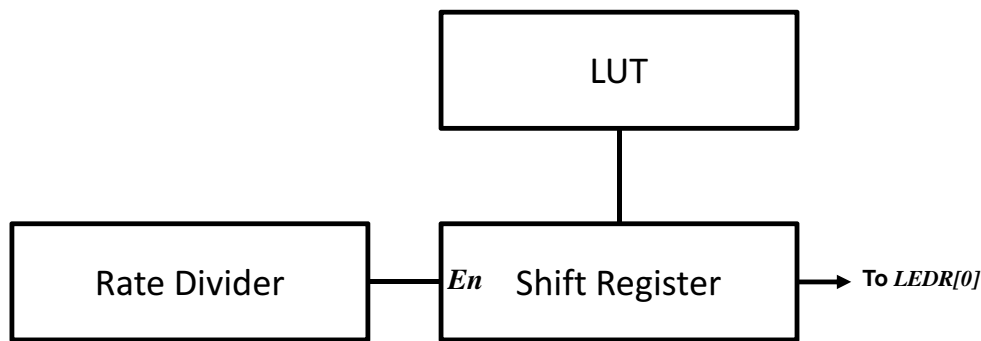 LUT
Rate Divider
En
Shift Register
To LEDR[0]